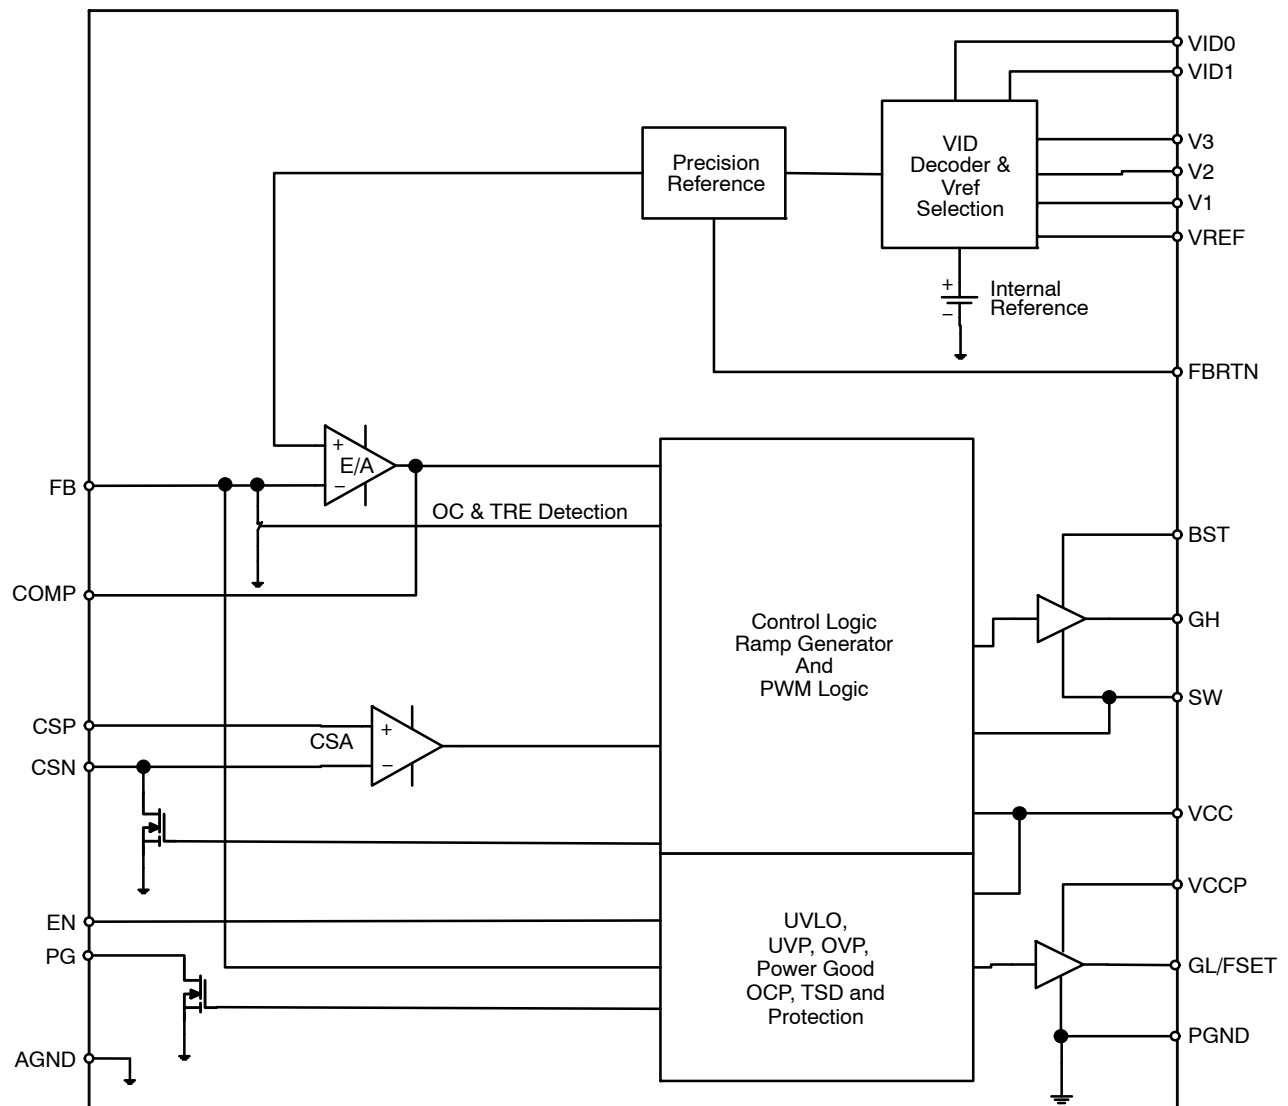 VID0
VID1
VID
Decoder &
Vref
Selection
V3
V2
V1
VREF
Precision
Reference
+
−
Internal
Reference
FBRTN
+
E/A
−
FB
OC & TRE Detection
COMP
BST
GH
SW
Control Logic
Ramp Generator
And
PWM Logic
CSP
CSA
+
−
CSN
VCC
VCCP
EN
PG
UVLO,
UVP, OVP,
Power Good
OCP, TSD and
Protection
GL/FSET
PGND
AGND